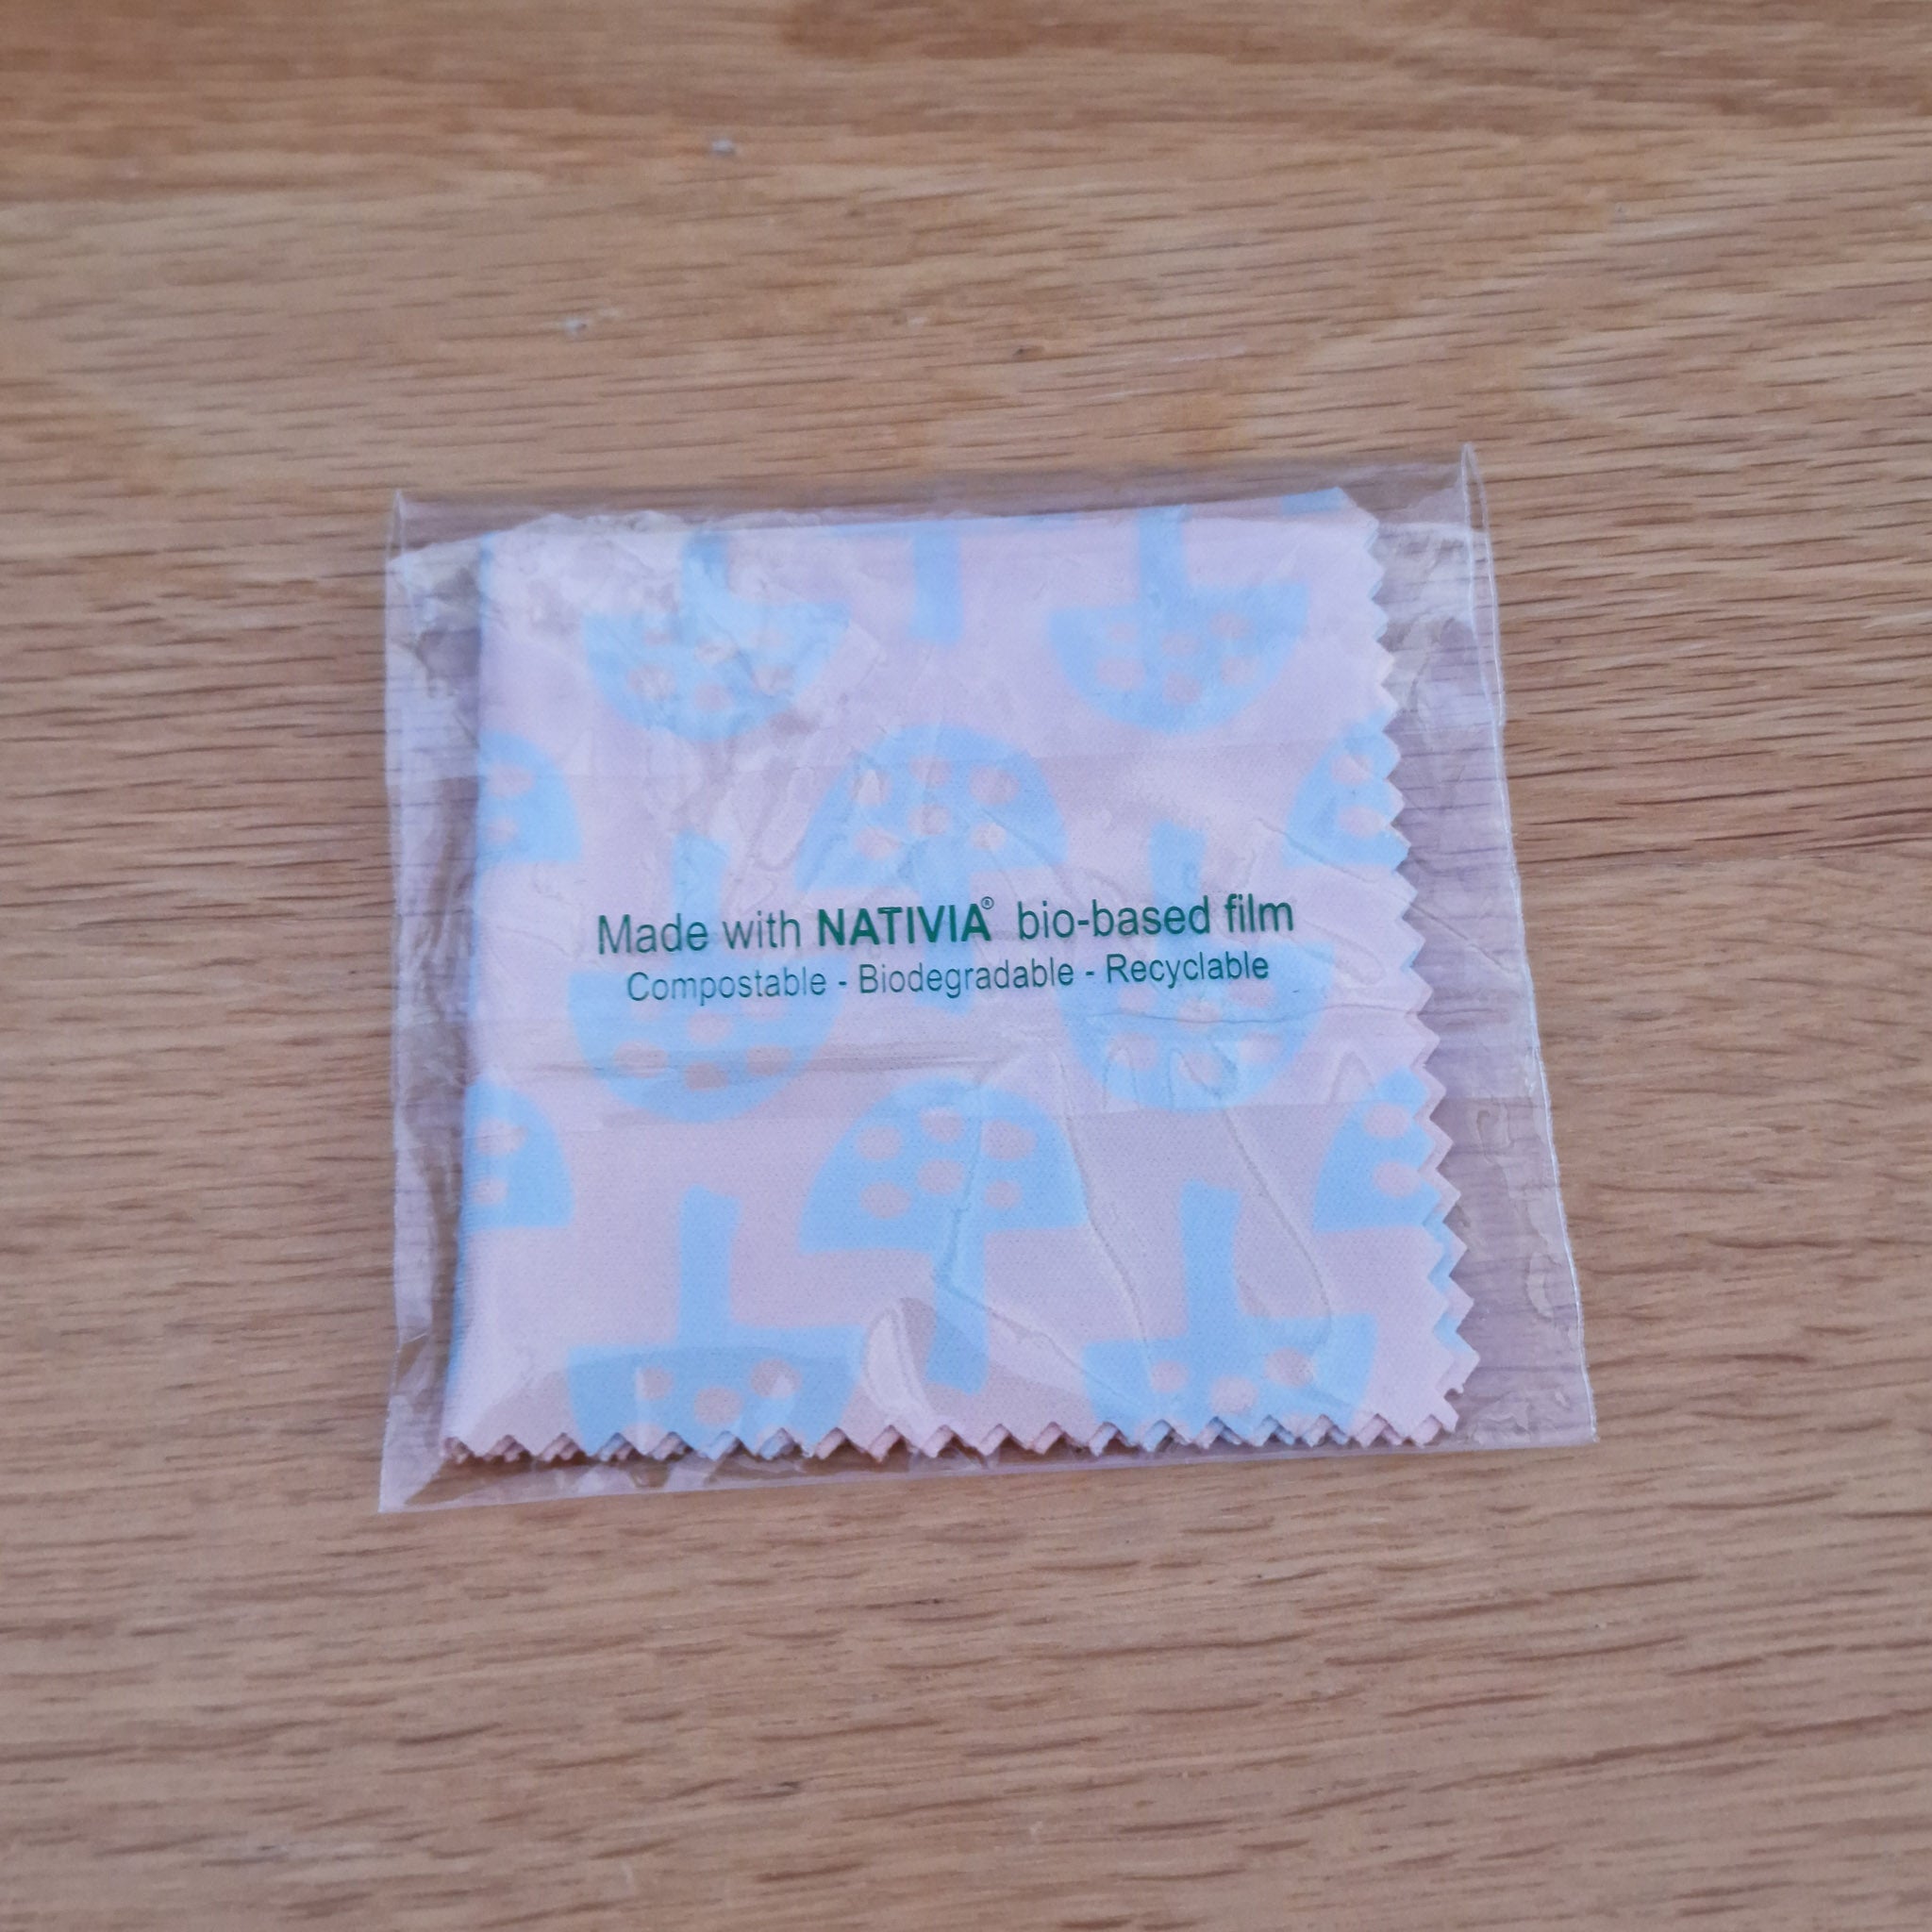 Made with NATIVIA® bio-based film
Compostable - Biodegradable - Recyclable